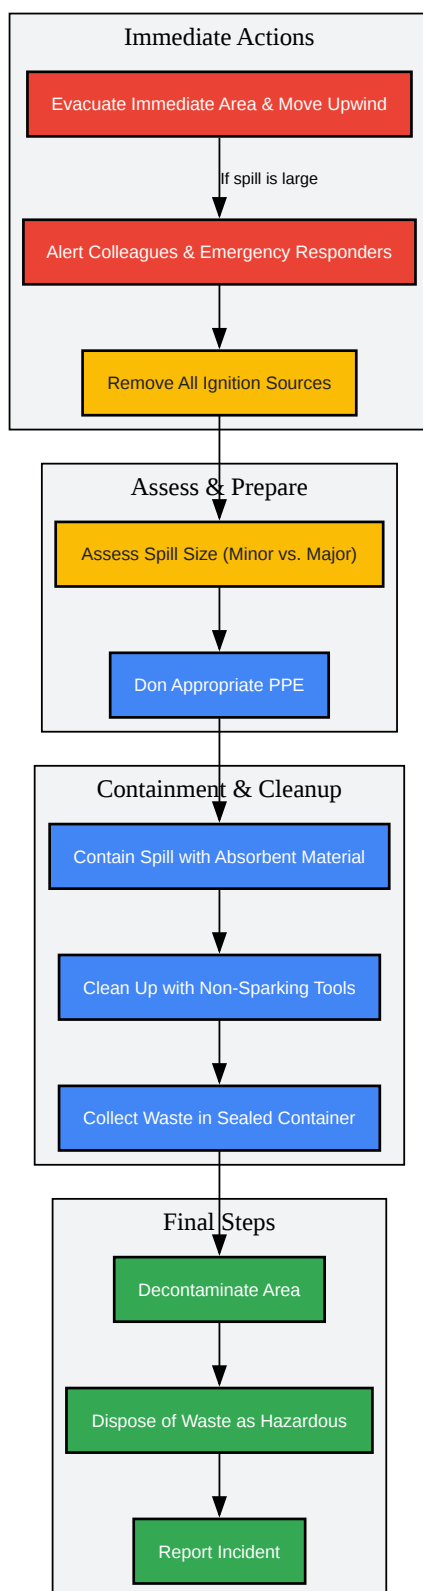 Immediate Actions
Evacuate Immediate Area & Move Upwind
If spill is large
Alert Colleagues & Emergency Responders
Remove All Ignition Sources
Assess & Prepare
Assess Spill Size (Minor vs. Major)
Don Appropriate PPE
Containment & Cleanup
Contain Spill with Absorbent Material
Clean Up with Non-Sparking Tools
Collect Waste in Sealed Container
Final Steps
Decontaminate Area
Dispose of Waste as Hazardous
Report Incident